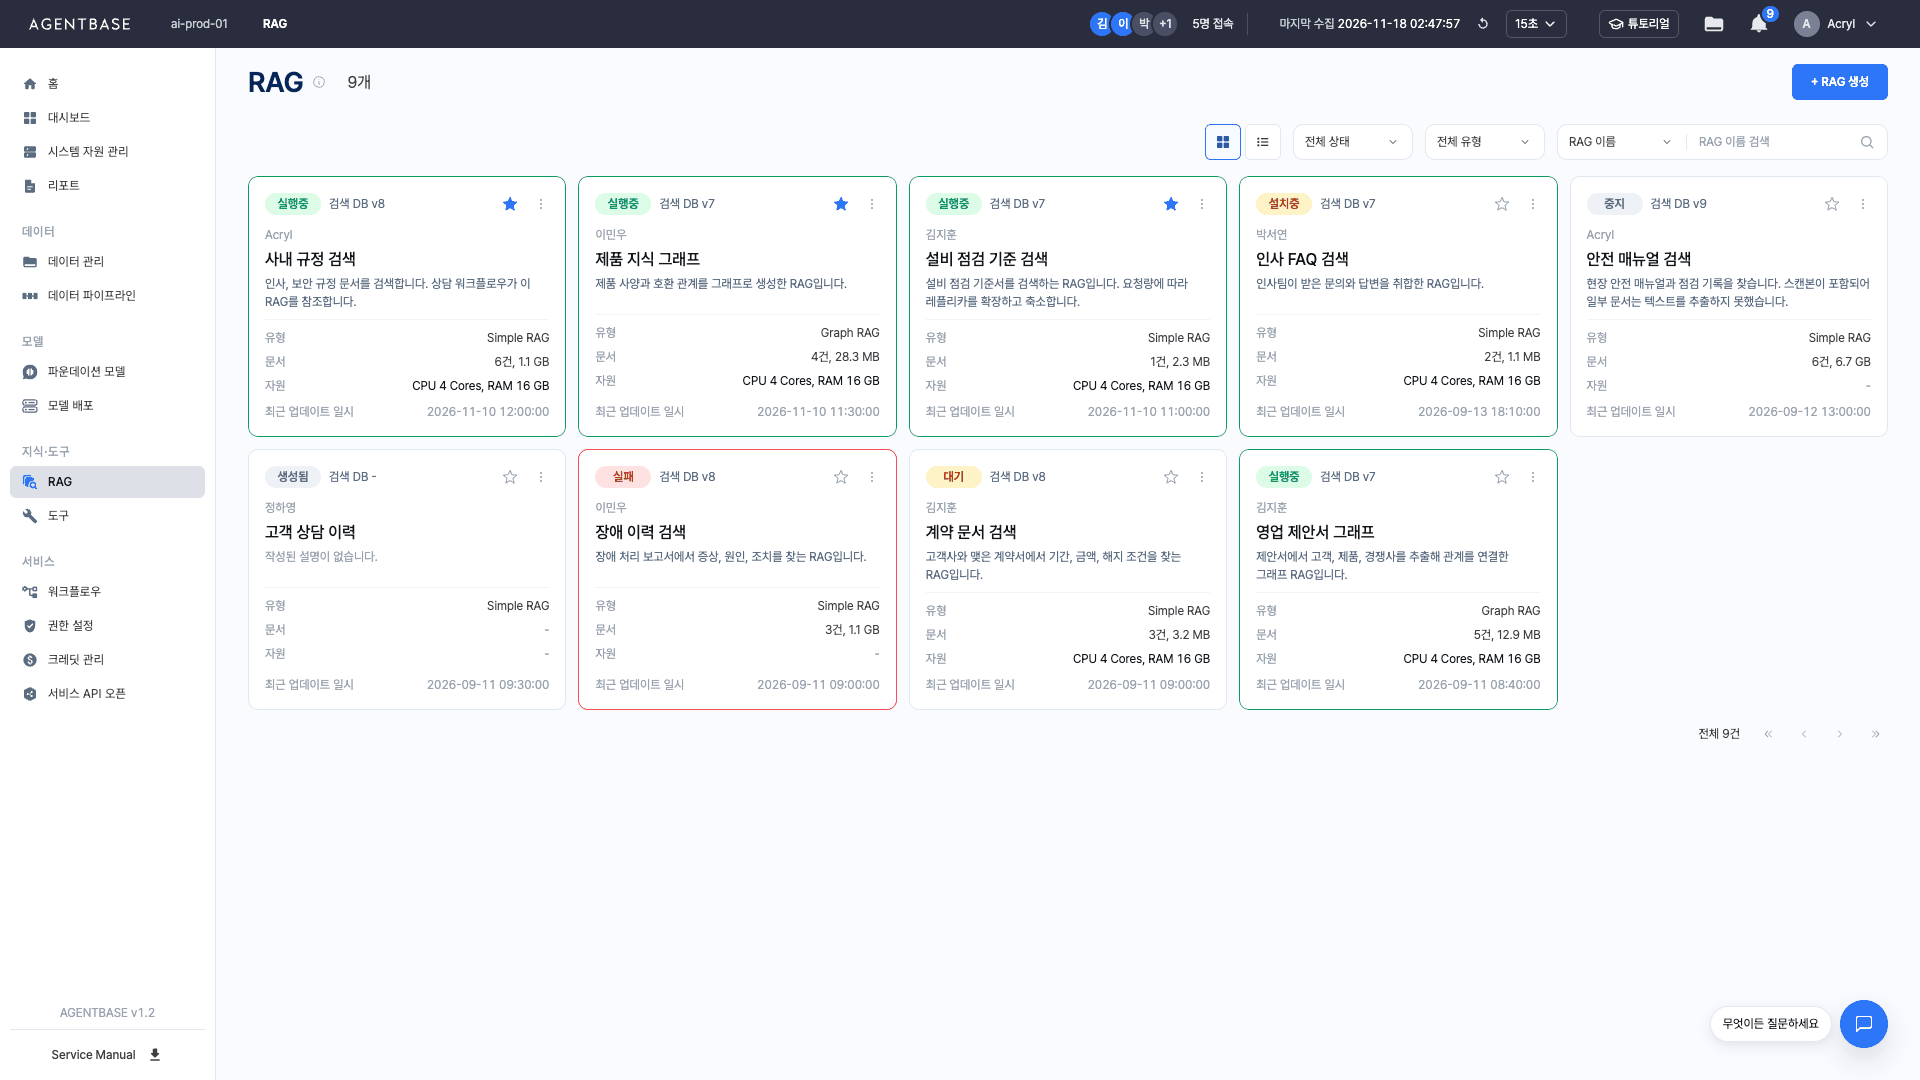 AGENTBASE
ai-prod-01
RAG
김 이 박 +1
5명 접속
마지막 수집 2026-11-18 02:47:57
15초
튜토리얼
9
A
Acryl
홈
대시보드
시스템 자원 관리
리포트
데이터
데이터 관리
데이터 파이프라인
모델
파운데이션 모델
모델 배포
지식·도구
RAG
도구
서비스
워크플로우
권한 설정
크레딧 관리
서비스 API 오픈
AGENTBASE v1.2
Service Manual
RAG
9개
+ RAG 생성
전체 상태
전체 유형
RAG 이름
RAG 이름 검색
실행중 검색 DB v8
Acryl
사내 규정 검색
인사, 보안 규정 문서를 검색합니다. 상담 워크플로우가 이
RAG를 참조합니다.
유형 Simple RAG
문서 6건, 1.1 GB
자원 CPU 4 Cores, RAM 16 GB
최근 업데이트 일시 2026-11-10 12:00:00
실행중 검색 DB v7
이민우
제품 지식 그래프
제품 사양과 호환 관계를 그래프로 생성한 RAG입니다.
유형 Graph RAG
문서 4건, 28.3 MB
자원 CPU 4 Cores, RAM 16 GB
최근 업데이트 일시 2026-11-10 11:30:00
실행중 검색 DB v7
김지훈
설비 점검 기준 검색
설비 점검 기준서를 검색하는 RAG입니다. 요청량에 따라
레플리카를 확장하고 축소합니다.
유형 Simple RAG
문서 1건, 2.3 MB
자원 CPU 4 Cores, RAM 16 GB
최근 업데이트 일시 2026-11-10 11:00:00
설치중 검색 DB v7
박서연
인사 FAQ 검색
인사팀이 받은 문의와 답변을 취합한 RAG입니다.
유형 Simple RAG
문서 2건, 1.1 MB
자원 CPU 4 Cores, RAM 16 GB
최근 업데이트 일시 2026-09-13 18:10:00
중지 검색 DB v9
Acryl
안전 매뉴얼 검색
현장 안전 매뉴얼과 점검 기록을 찾습니다. 스캔본이 포함되어
일부 문서는 텍스트를 추출하지 못했습니다.
유형 Simple RAG
문서 6건, 6.7 GB
자원 -
최근 업데이트 일시 2026-09-12 13:00:00
생성됨 검색 DB -
정하영
고객 상담 이력
작성된 설명이 없습니다.
유형 Simple RAG
문서 -
자원 -
최근 업데이트 일시 2026-09-11 09:30:00
실패 검색 DB v8
이민우
장애 이력 검색
장애 처리 보고서에서 증상, 원인, 조치를 찾는 RAG입니다.
유형 Simple RAG
문서 3건, 1.1 GB
자원 -
최근 업데이트 일시 2026-09-11 09:00:00
대기 검색 DB v8
김지훈
계약 문서 검색
고객사와 맺은 계약서에서 기간, 금액, 해지 조건을 찾는
RAG입니다.
유형 Simple RAG
문서 3건, 3.2 MB
자원 CPU 4 Cores, RAM 16 GB
최근 업데이트 일시 2026-09-11 09:00:00
실행중 검색 DB v7
김지훈
영업 제안서 그래프
제안서에서 고객, 제품, 경쟁사를 추출해 관계를 연결한
그래프 RAG입니다.
유형 Graph RAG
문서 5건, 12.9 MB
자원 CPU 4 Cores, RAM 16 GB
최근 업데이트 일시 2026-09-11 08:40:00
전체 9건
무엇이든 질문하세요